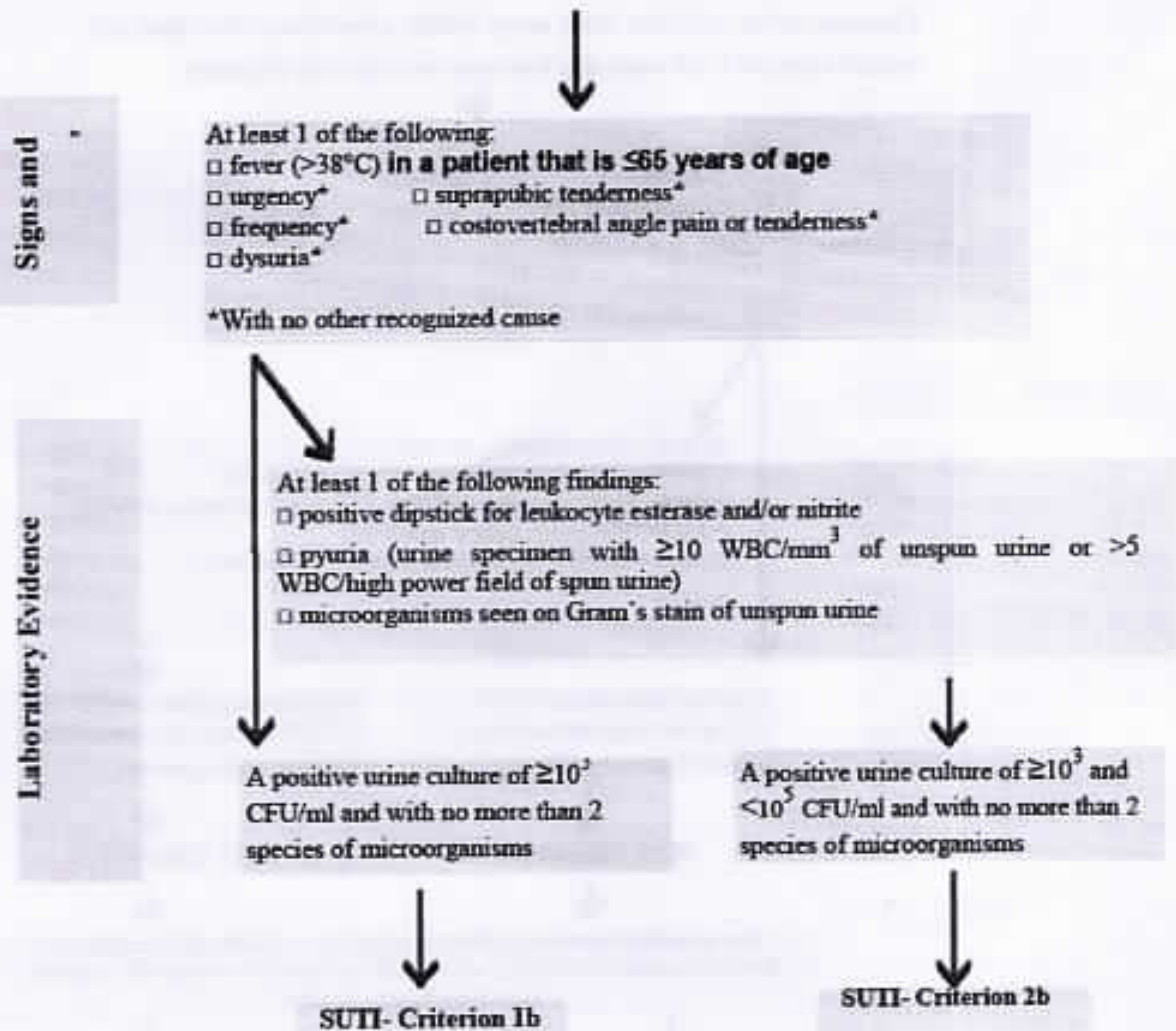 Signs and
At least 1 of the following:
□ fever (>38°C) in a patient that is ≤65 years of age
□ urgency* □ suprapubic tenderness*
□ frequency* □ costovertebral angle pain or tenderness*
□ dysuria*
*With no other recognized cause
Laboratory Evidence
At least 1 of the following findings:
□ positive dipstick for leukocyte esterase and/or nitrite
□ pyuria (urine specimen with ≥10 WBC/mm³ of unspun urine or >5
WBC/high power field of spun urine)
□ microorganisms seen on Gram's stain of unspun urine
A positive urine culture of
CFU/ml and with no more than 2
species of microorganisms
A positive urine culture of ≥10³ and
<10⁵ CFU/ml and with no more than 2
species of microorganisms
SUTI- Criterion 1b
SUTI- Criterion 2b